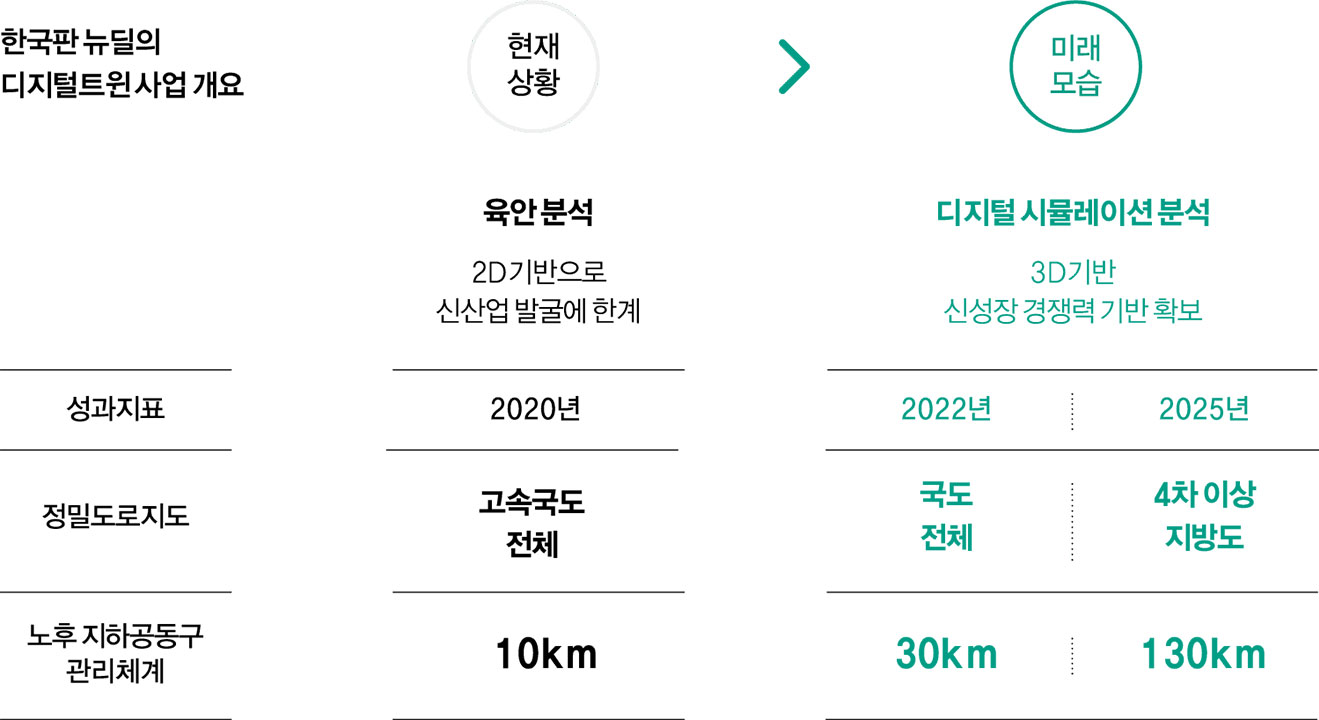 한국판 뉴딜의
디지털트윈 사업 개요
현재
상황
미래
모습
육안 분석
2D기반으로
신산업 발굴에 한계
디지털 시뮬레이션 분석
3D기반
신성장 경쟁력 기반 확보
성과지표
2020년
2022년
2025년
정밀도로지도
고속국도
전체
국도
전체
4차 이상
지방도
노후 지하공동구
관리체계
10km
30km
130km